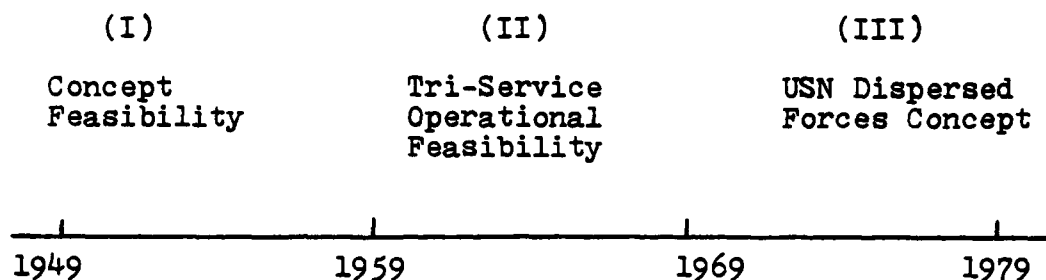 (I) (II) (III)
Concept Tri-Service USN Dispersed
Feasibility Operational Forces Concept
Feasibility
1949 1959 1969 1979